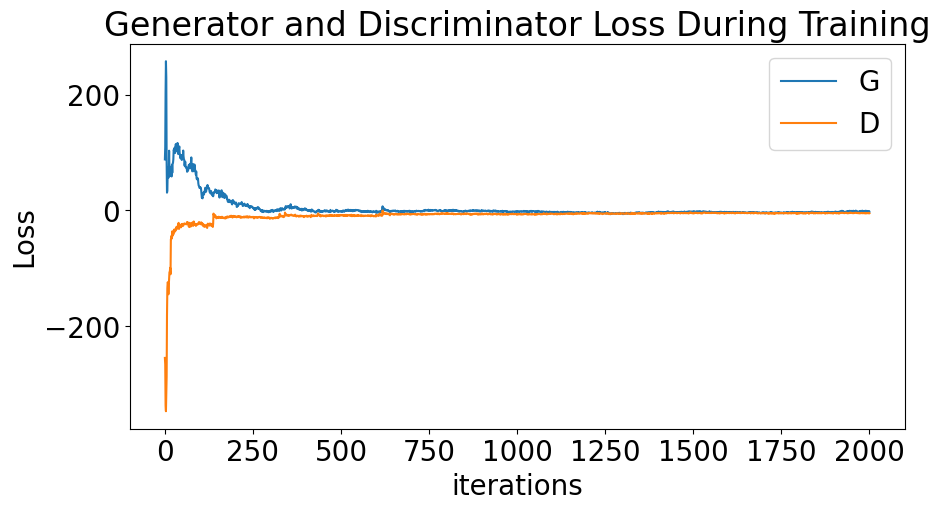 Generator and Discriminator Loss During Training
G
D
Loss
200
0
−200
0 250 500 750 1000 1250 1500 1750 2000
iterations